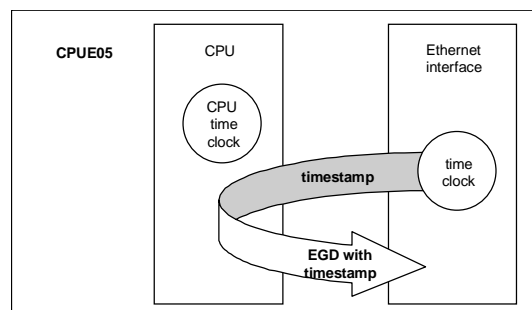 CPUE05
CPU
Ethernet
interface
CPU
time
clock
time
clock
timestamp
EGD with
timestamp